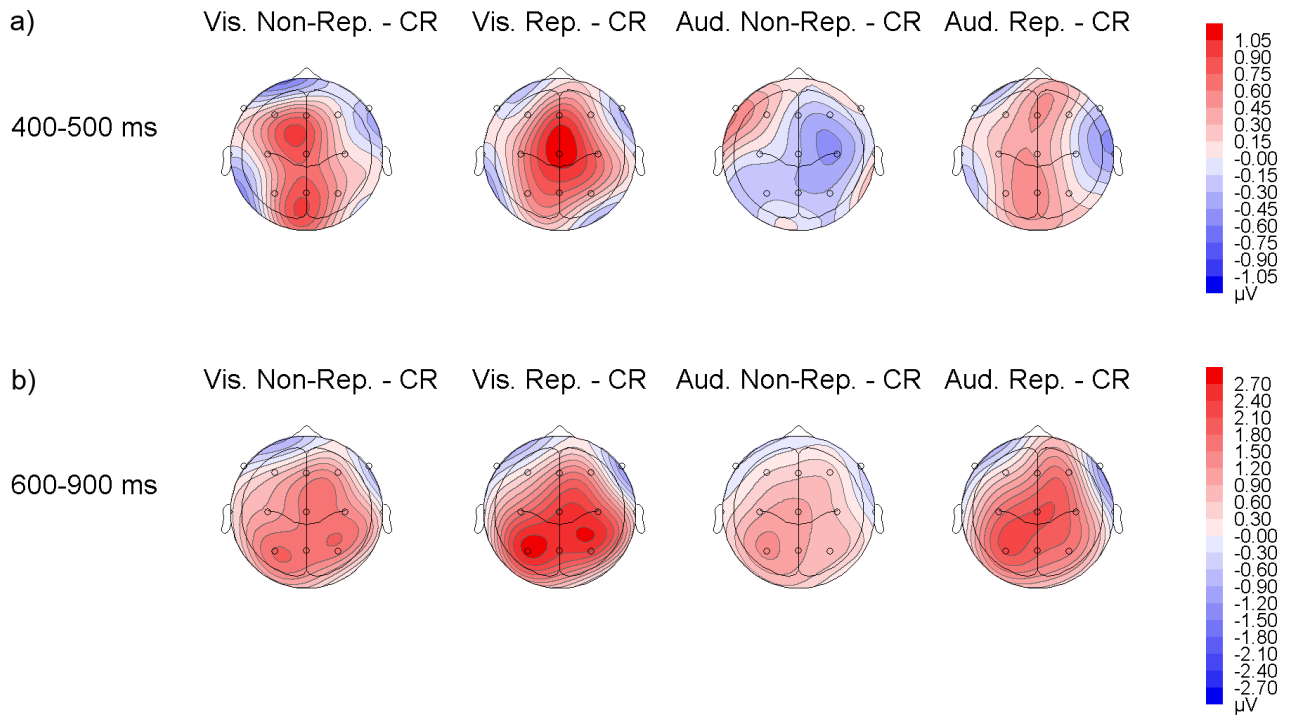 a)
Vis. Non-Rep. - CR
Vis. Rep. - CR
Aud. Non-Rep. - CR
Aud. Rep. - CR
400-500 ms
1.05
0.90
0.75
0.60
0.45
0.30
0.15
-0.00
-0.15
-0.30
-0.45
-0.60
-0.75
-0.90
-1.05
µV
b)
Vis. Non-Rep. - CR
Vis. Rep. - CR
Aud. Non-Rep. - CR
Aud. Rep. - CR
600-900 ms
2.70
2.40
2.10
1.80
1.50
1.20
0.90
0.60
0.30
-0.00
-0.30
-0.60
-0.90
-1.20
-1.50
-1.80
-2.10
-2.40
-2.70
µV